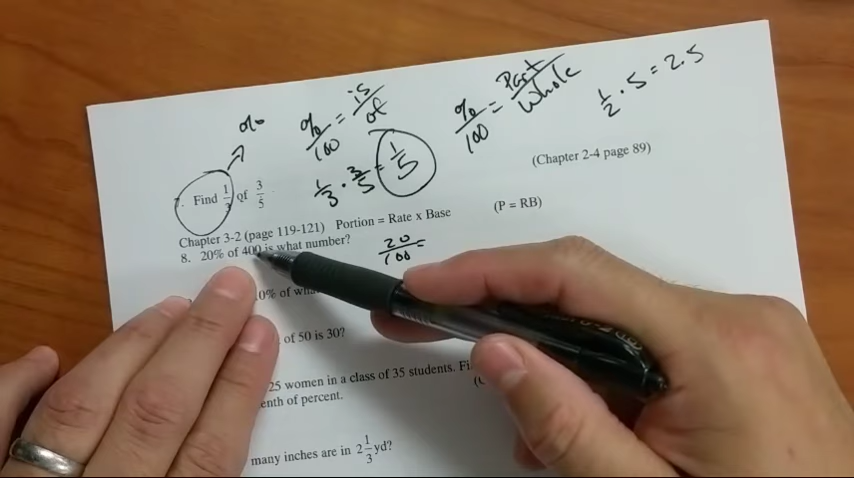 %
%/100 = is/of
%/100 = Part/Whole
1/2 · 5 = 2.5
1/3 · 3/5 = 1/5
(Chapter 2-4 page 89)
7. Find 1/3 of 3/5
Chapter 3-2 (page 119-121) Portion = Rate x Base (P = RB)
8. 20% of 400 is what number?
20/100 =
0% of
of 50 is 30?
25 women in a class of 35 students.
enth of percent.
many inches are in 2 1/3 yd?